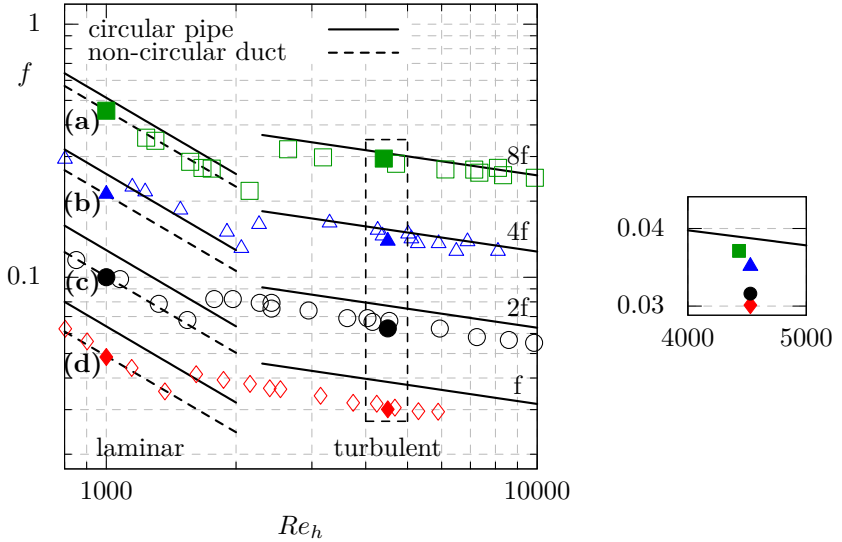 1
circular pipe
non-circular duct
f
(a)
8f
(b)
4f
0.1
(c)
2f
(d)
f
laminar
turbulent
1000
10000
Re_h
0.04
0.03
4000
5000